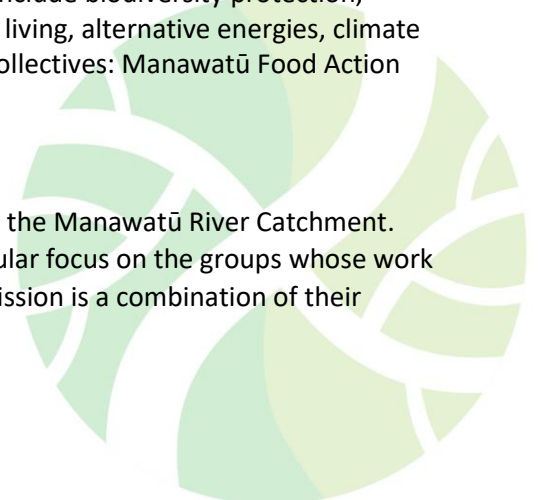 include biodiversity protection,
living, alternative energies, climate
ollectives: Manawatū Food Action
the Manawatū River Catchment.
ular focus on the groups whose work
ission is a combination of their